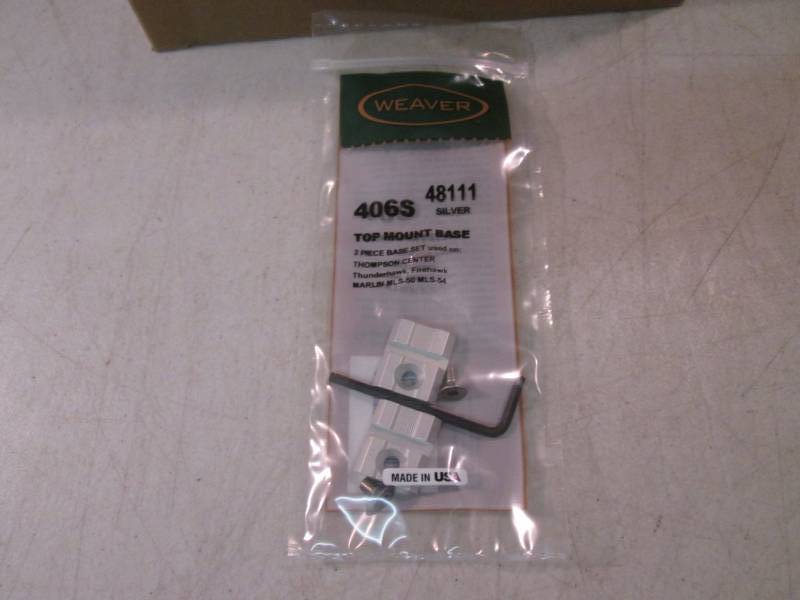 WEAVER
406S 48111
SILVER
TOP MOUNT BASE
2 PIECE BASE SET used on:
THOMPSON CENTER
Thunderhawk, Firehawk
MARLIN MLS-50 MLS-54
MADE IN USA